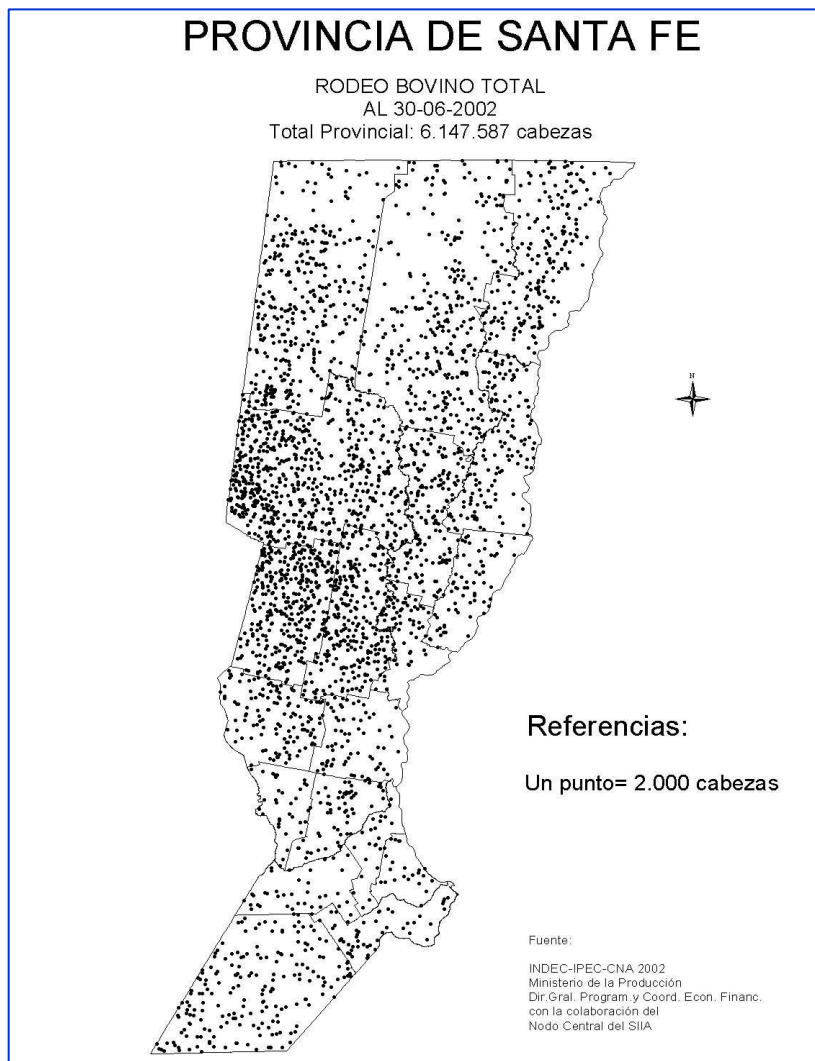 PROVINCIA DE SANTA FE
RODEO BOVINO TOTAL
AL 30-06-2002
Total Provincial: 6.147.587 cabezas
N
Referencias:
Un punto= 2.000 cabezas
Fuente:
INDEC-IPEC-CNA 2002
Ministerio de la Producción
Dir.Gral. Program.y Coord. Econ. Financ.
con la colaboración del
Nodo Central del SIIA